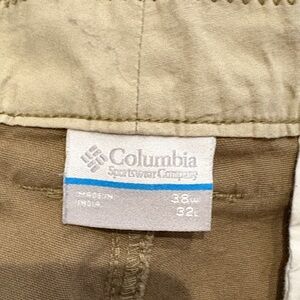 Columbia
Sportswear Company
MADE IN
INDIA
38W
32L